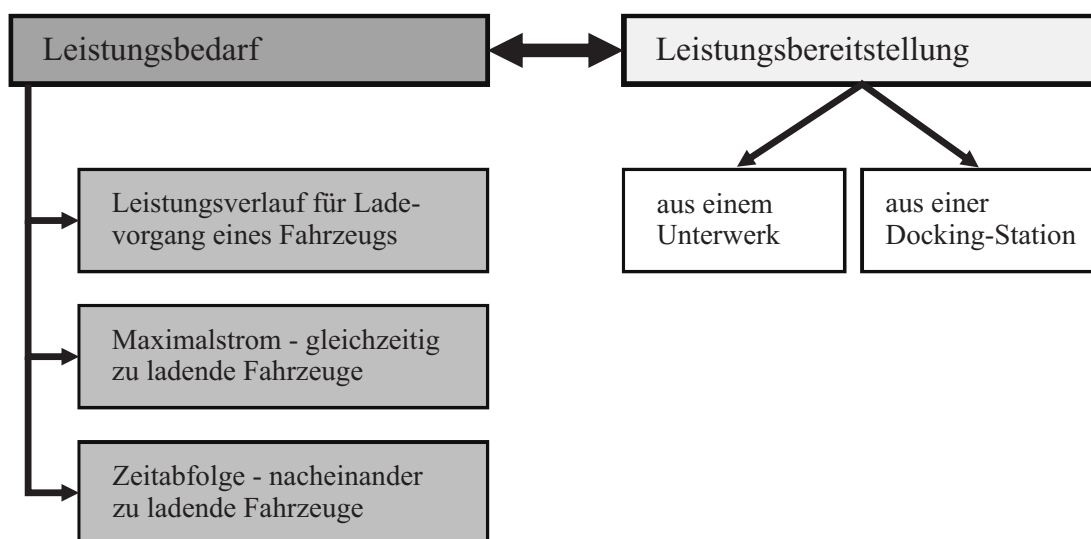 Leistungsbedarf
Leistungsbereitstellung
Leistungsverlauf für Lade-
vorgang eines Fahrzeugs
Maximalstrom - gleichzeitig
zu ladende Fahrzeuge
Zeitabfolge - nacheinander
zu ladende Fahrzeuge
aus einem
Unterwerk
aus einer
Docking-Station